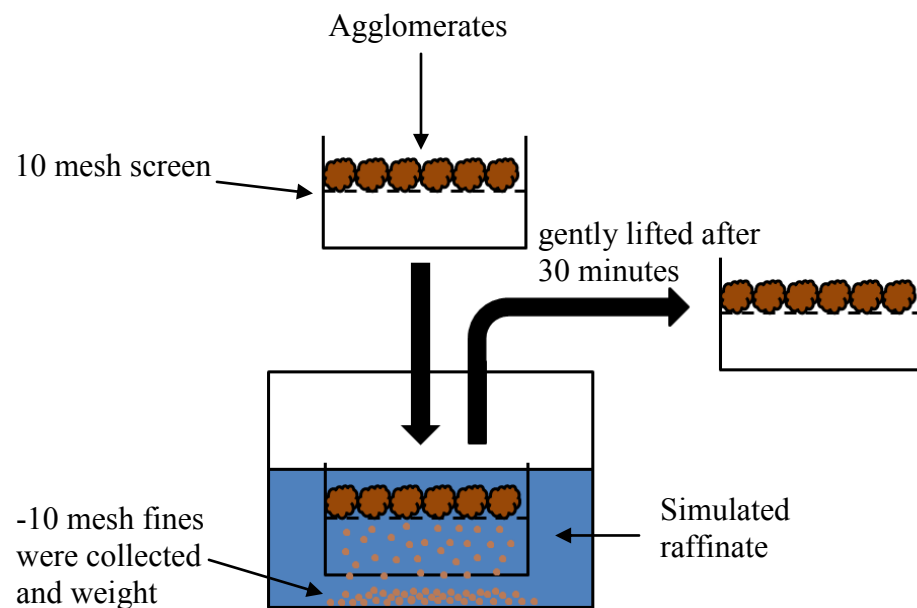 Agglomerates
10 mesh screen
gently lifted after
30 minutes
-10 mesh fines
were collected
and weight
Simulated
raffinate